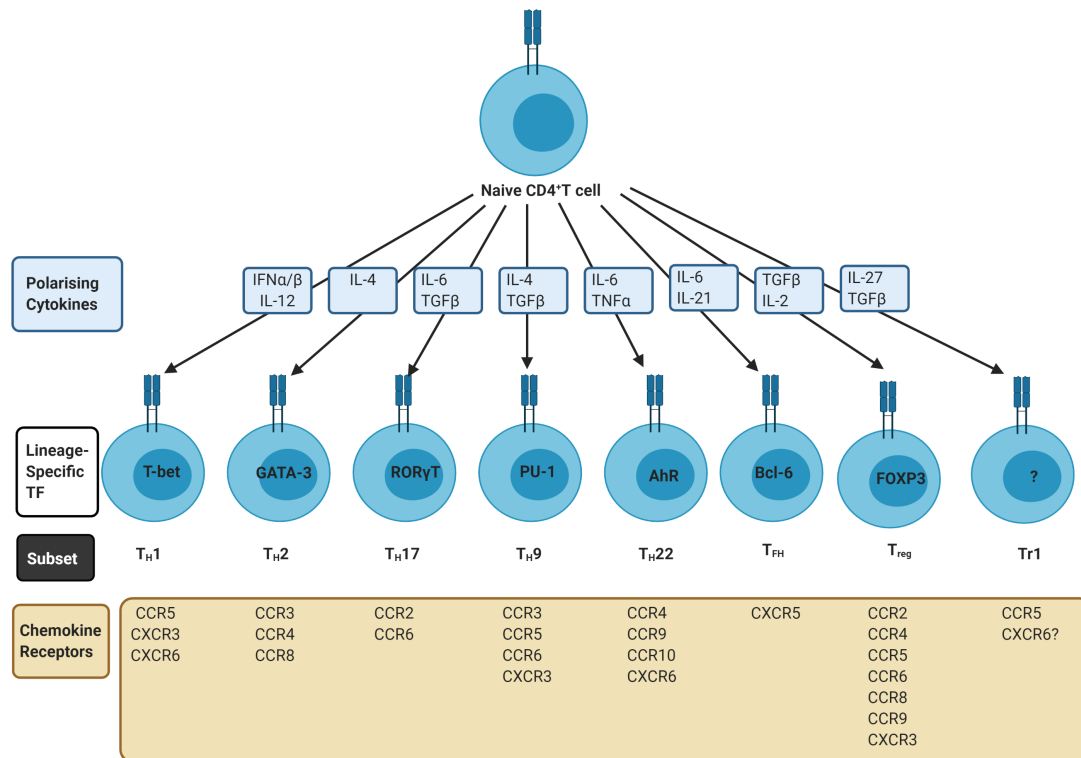 Naive CD4⁺T cell
Polarising
Cytokines
IFNα/β
IL-12
IL-4
IL-6
TGFβ
IL-4
TGFβ
IL-6
TNFα
IL-6
IL-21
TGFβ
IL-2
IL-27
TGFβ
Lineage-
Specific
TF
T-bet
GATA-3
RORγT
PU-1
AhR
Bcl-6
FOXP3
?
Subset
TH1
TH2
TH17
TH9
TH22
TFH
Treg
Tr1
Chemokine
Receptors
CCR5
CXCR3
CXCR6
CCR3
CCR4
CCR8
CCR2
CCR6
CCR3
CCR5
CCR6
CXCR3
CCR4
CCR9
CCR10
CXCR6
CXCR5
CCR2
CCR4
CCR5
CCR6
CCR8
CCR9
CXCR3
CCR5
CXCR6?